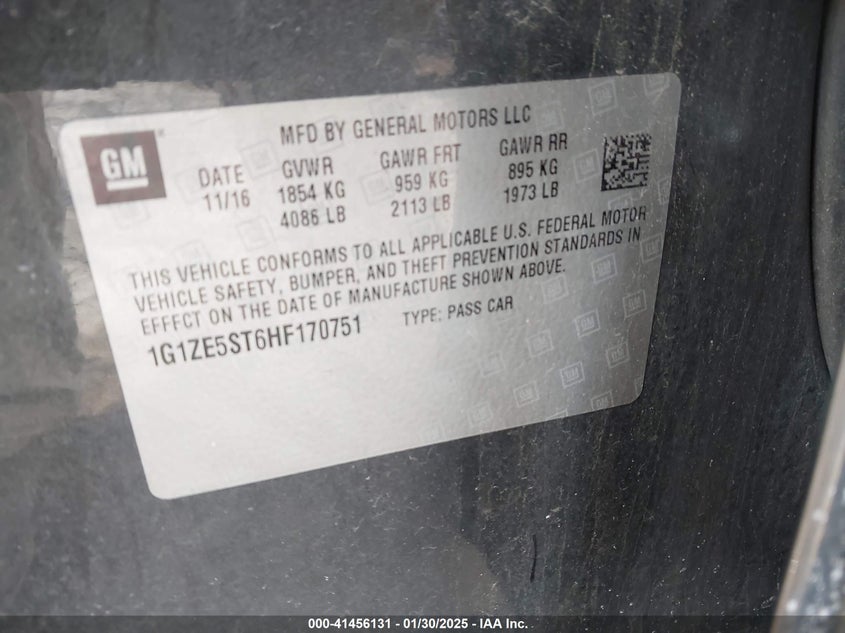 GM
MFD BY GENERAL MOTORS LLC
DATE GVWR GAWR FRT GAWR RR
11/16 1854 KG 959 KG 895 KG
4086 LB 2113 LB 1973 LB
THIS VEHICLE CONFORMS TO ALL APPLICABLE U.S. FEDERAL MOTOR
VEHICLE SAFETY, BUMPER, AND THEFT PREVENTION STANDARDS IN
EFFECT ON THE DATE OF MANUFACTURE SHOWN ABOVE.
1G1ZE5ST6HF170751 TYPE: PASS CAR
000-41456131 - 01/30/2025 - IAA Inc.